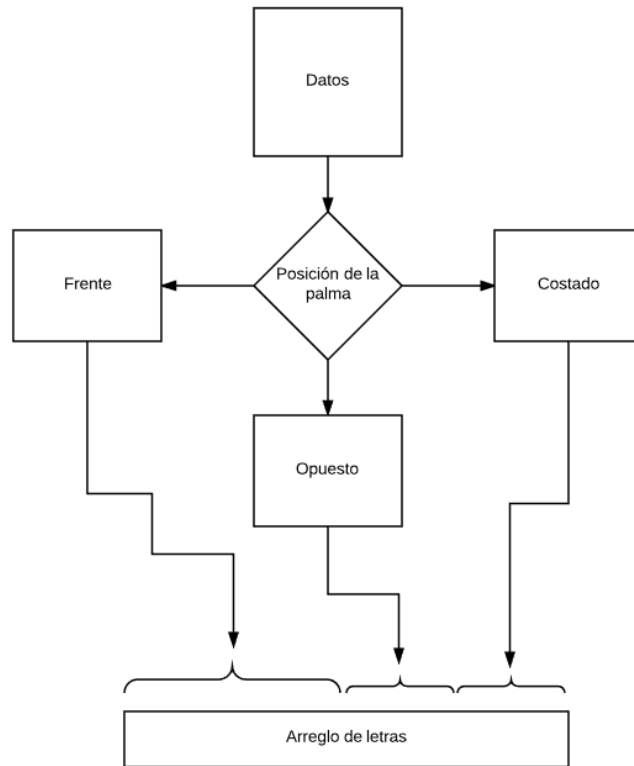 Datos
Posición de la
palma
Frente
Costado
Opuesto
Arreglo de letras